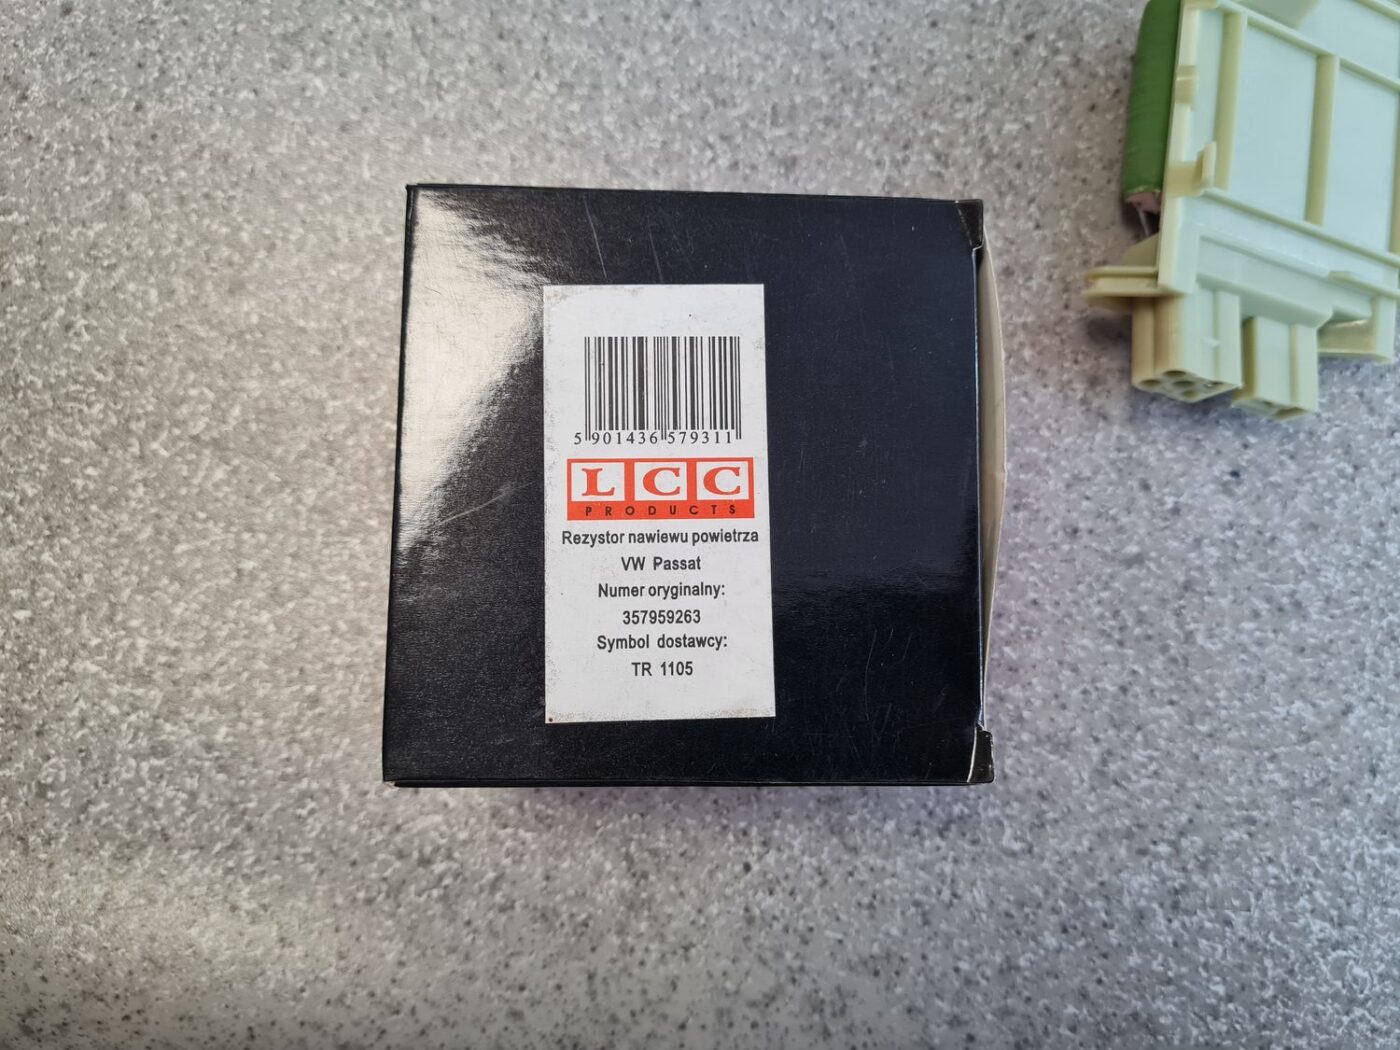 5 901436 579311
LCC
PRODUCTS
Rezystor nawiewu powietrza
VW Passat
Numer oryginalny:
357959263
Symbol dostawcy:
TR 1105